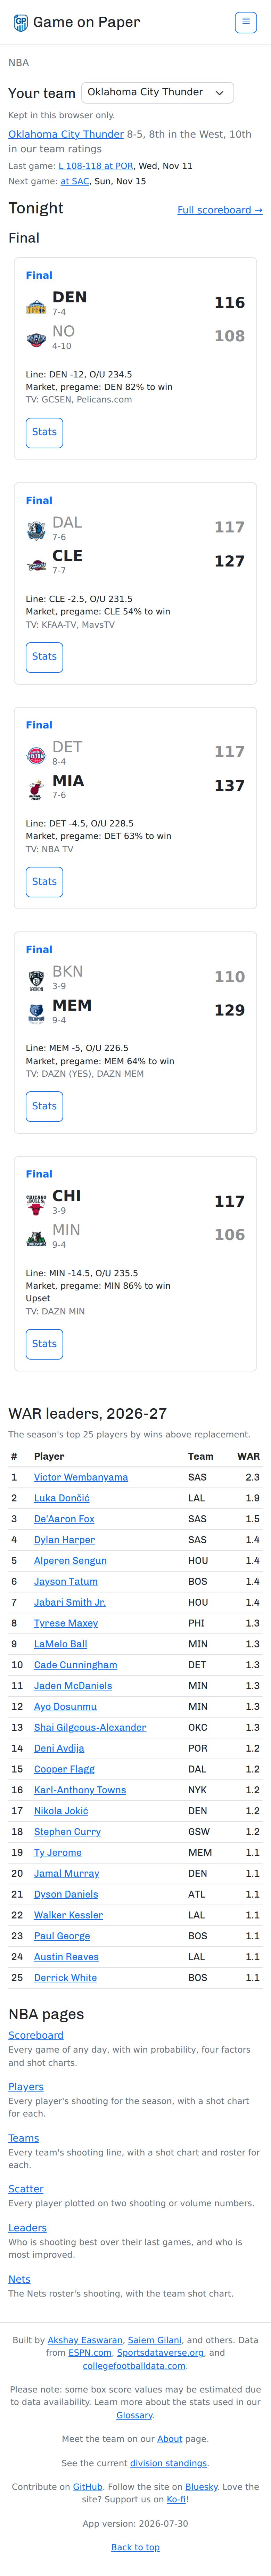 Game on Paper
NBA
Your team
Oklahoma City Thunder
Kept in this browser only.
Oklahoma City Thunder 8-5, 8th in the West, 10th
in our team ratings
Last game: L 108-118 at POR, Wed, Nov 11
Next game: at SAC, Sun, Nov 15
Tonight
Full scoreboard →
Final
Final
DEN
7-4
116
NO
4-10
108
Line: DEN -12, O/U 234.5
Market, pregame: DEN 82% to win
TV: GCSEN, Pelicans.com
Stats
Final
DAL
7-6
117
CLE
7-7
127
Line: CLE -2.5, O/U 231.5
Market, pregame: CLE 54% to win
TV: KFAA-TV, MavsTV
Stats
Final
DET
8-4
117
MIA
7-6
137
Line: DET -4.5, O/U 228.5
Market, pregame: DET 63% to win
TV: NBA TV
Stats
Final
BKN
3-9
110
MEM
9-4
129
Line: MEM -5, O/U 226.5
Market, pregame: MEM 64% to win
TV: DAZN (YES), DAZN MEM
Stats
Final
CHI
3-9
117
MIN
9-4
106
Line: MIN -14.5, O/U 235.5
Market, pregame: MIN 86% to win
Upset
TV: DAZN MIN
Stats
WAR leaders, 2026-27
The season's top 25 players by wins above replacement.
# Player Team WAR
1 Victor Wembanyama SAS 2.3
2 Luka Dončić LAL 1.9
3 De'Aaron Fox SAS 1.5
4 Dylan Harper SAS 1.4
5 Alperen Sengun HOU 1.4
6 Jayson Tatum BOS 1.4
7 Jabari Smith Jr. HOU 1.4
8 Tyrese Maxey PHI 1.3
9 LaMelo Ball MIN 1.3
10 Cade Cunningham DET 1.3
11 Jaden McDaniels MIN 1.3
12 Ayo Dosunmu MIN 1.3
13 Shai Gilgeous-Alexander OKC 1.3
14 Deni Avdija POR 1.2
15 Cooper Flagg DAL 1.2
16 Karl-Anthony Towns NYK 1.2
17 Nikola Jokić DEN 1.2
18 Stephen Curry GSW 1.2
19 Ty Jerome MEM 1.1
20 Jamal Murray DEN 1.1
21 Dyson Daniels ATL 1.1
22 Walker Kessler LAL 1.1
23 Paul George BOS 1.1
24 Austin Reaves LAL 1.1
25 Derrick White BOS 1.1
NBA pages
Scoreboard
Every game of any day, with win probability, four factors
and shot charts.
Players
Every player's shooting for the season, with a shot chart
for each.
Teams
Every team's shooting line, with a shot chart and roster for
each.
Scatter
Every player plotted on two shooting or volume numbers.
Leaders
Who is shooting best over their last games, and who is
most improved.
Nets
The Nets roster's shooting, with the team shot chart.
Built by Akshay Easwaran, Saiem Gilani, and others. Data
from ESPN.com, Sportsdataverse.org, and
collegefootballdata.com.
Please note: some box score values may be estimated due
to data availability. Learn more about the stats used in our
Glossary.
Meet the team on our About page.
See the current division standings.
Contribute on GitHub. Follow the site on Bluesky. Love the
site? Support us on Ko-fi!
App version: 2026-07-30
Back to top